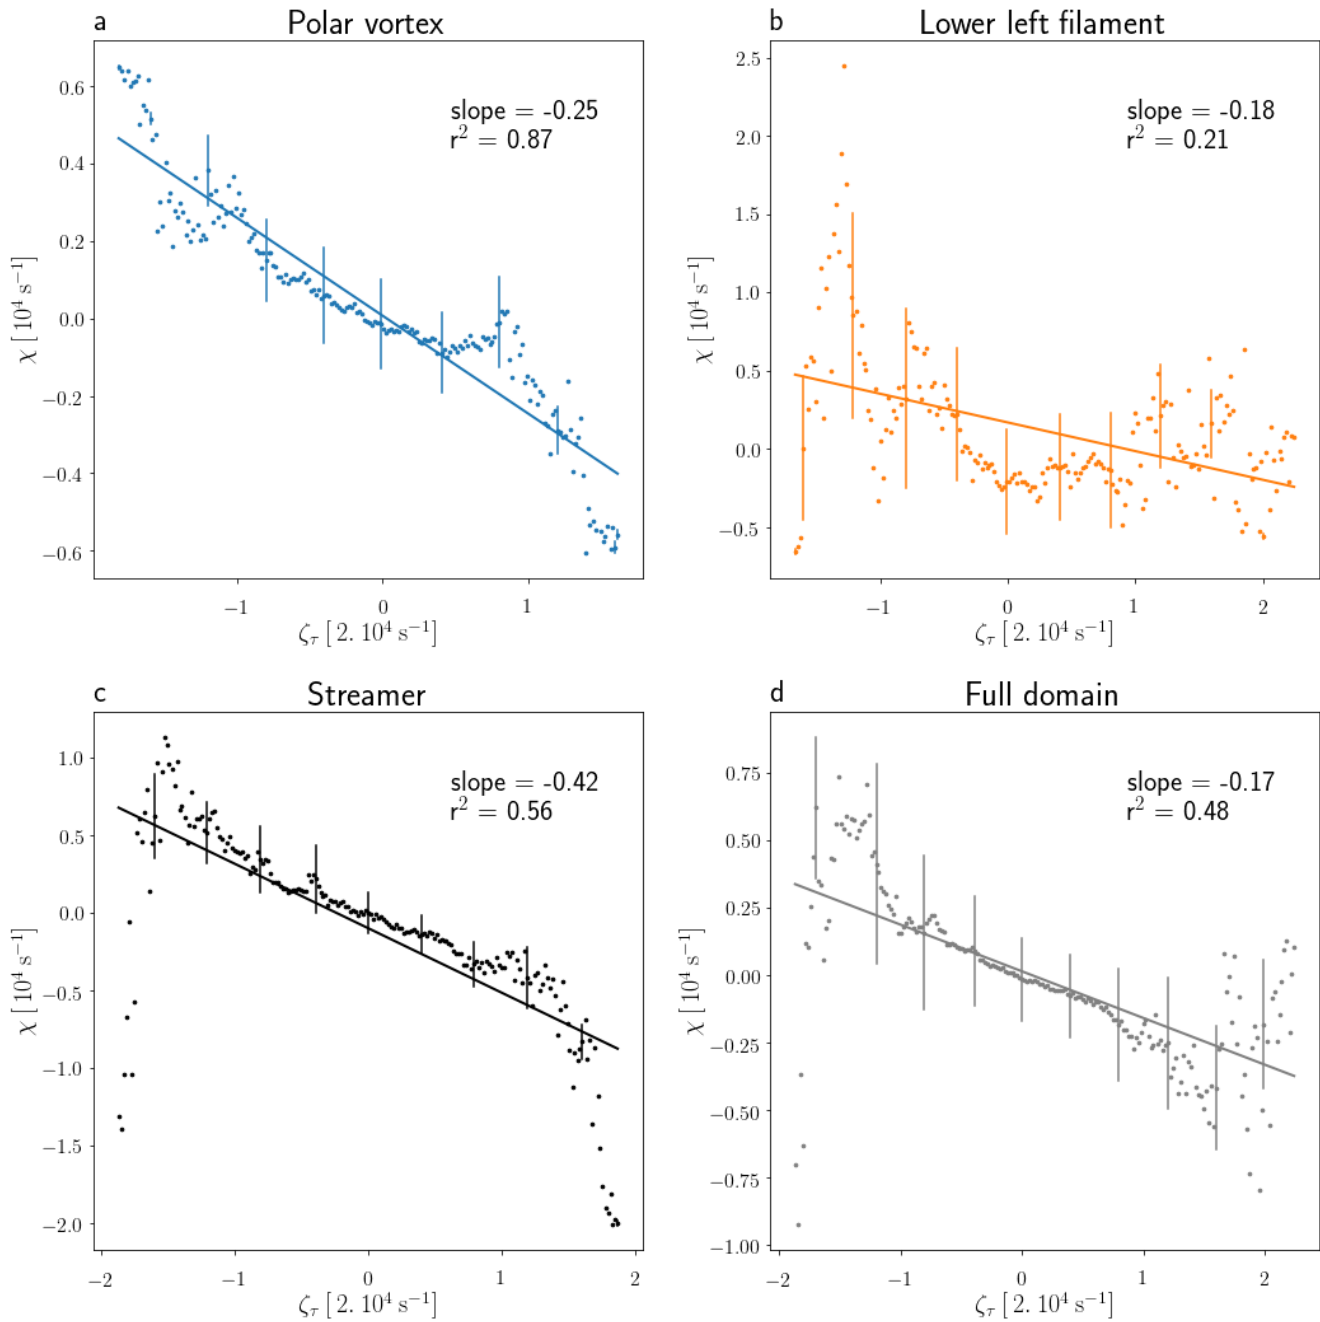 a Polar vortex
slope = -0.25
r² = 0.87
0.6
0.4
0.2
0.0
−0.2
−0.4
−0.6
χ [10⁴ s⁻¹]
−1 0 1
ζτ [2. 10⁴ s⁻¹]
b Lower left filament
slope = -0.18
r² = 0.21
2.5
2.0
1.5
1.0
0.5
0.0
−0.5
χ [10⁴ s⁻¹]
−1 0 1 2
ζτ [2. 10⁴ s⁻¹]
c Streamer
slope = -0.42
r² = 0.56
1.0
0.5
0.0
−0.5
−1.0
−1.5
−2.0
χ [10⁴ s⁻¹]
−2 −1 0 1 2
ζτ [2. 10⁴ s⁻¹]
d Full domain
slope = -0.17
r² = 0.48
0.75
0.50
0.25
0.00
−0.25
−0.50
−0.75
−1.00
χ [10⁴ s⁻¹]
−2 −1 0 1 2
ζτ [2. 10⁴ s⁻¹]